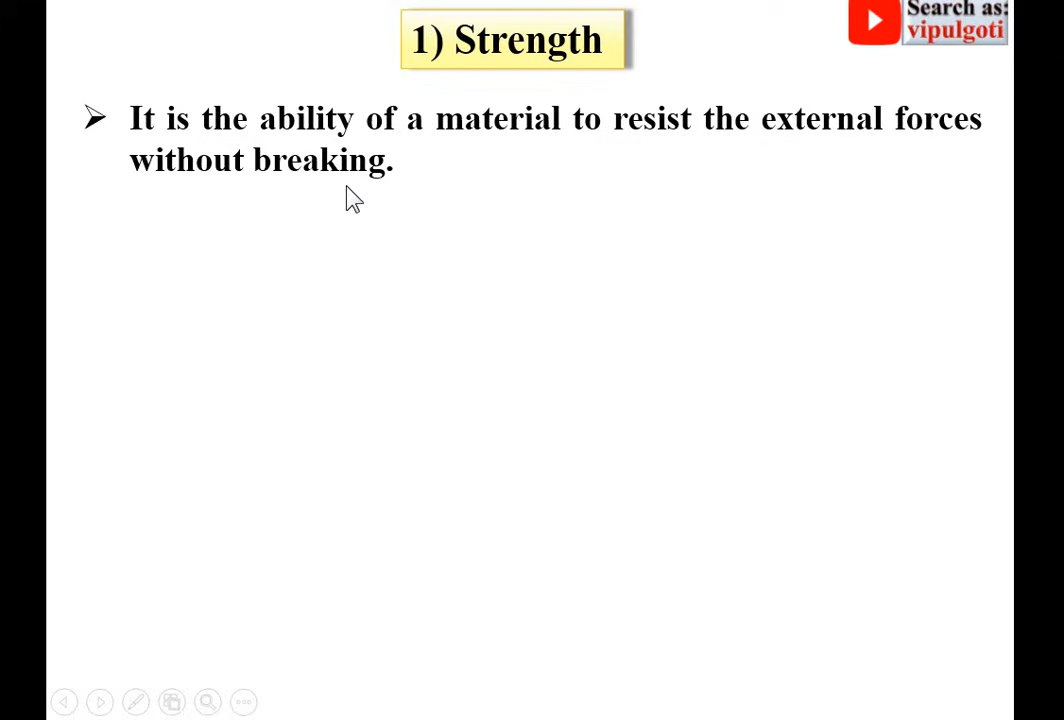 1) Strength
Search as:
vipulgoti
➢ It is the ability of a material to resist the external forces
without breaking.